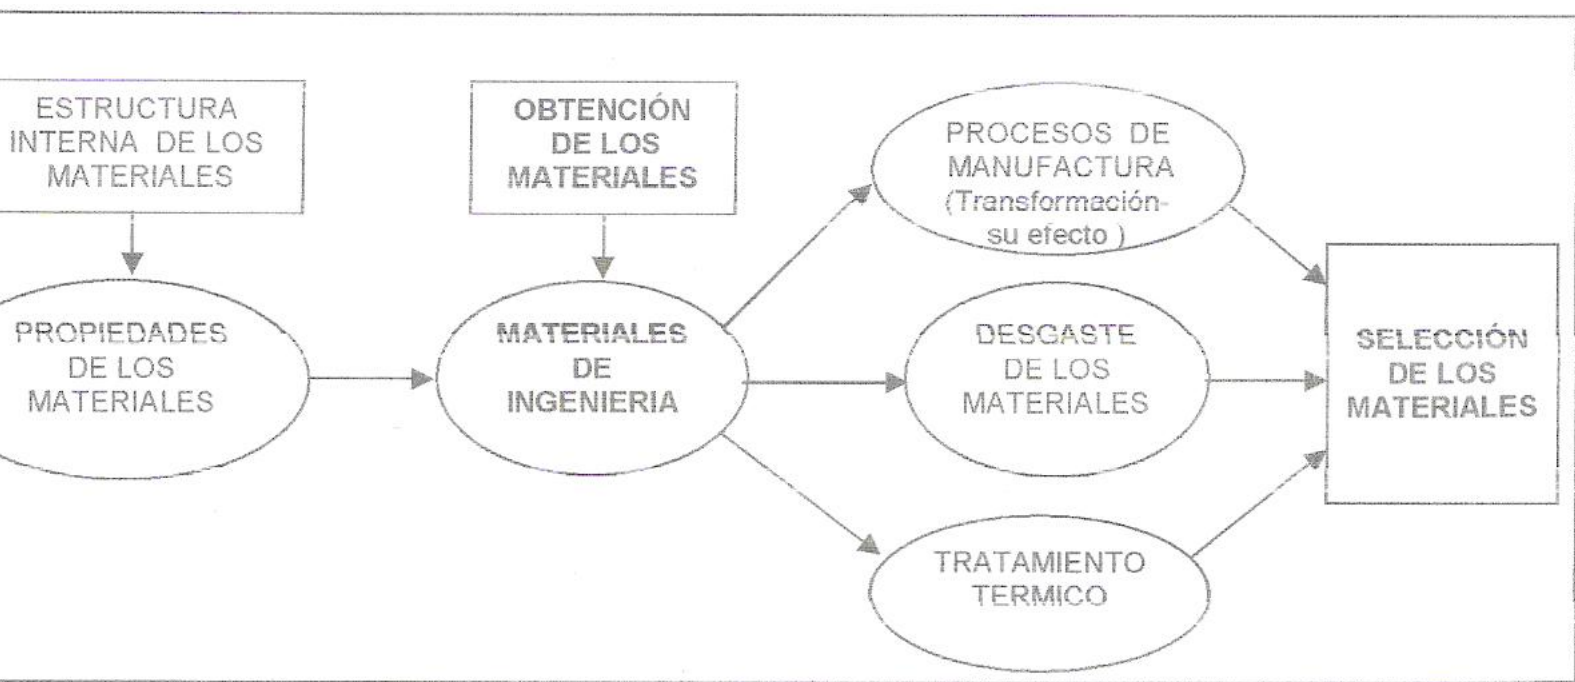 ESTRUCTURA
INTERNA DE LOS
MATERIALES
OBTENCIÓN
DE LOS
MATERIALES
PROCESOS DE
MANUFACTURA
(Transformación-
su efecto )
PROPIEDADES
DE LOS
MATERIALES
MATERIALES
DE
INGENIERIA
DESGASTE
DE LOS
MATERIALES
SELECCIÓN
DE LOS
MATERIALES
TRATAMIENTO
TERMICO